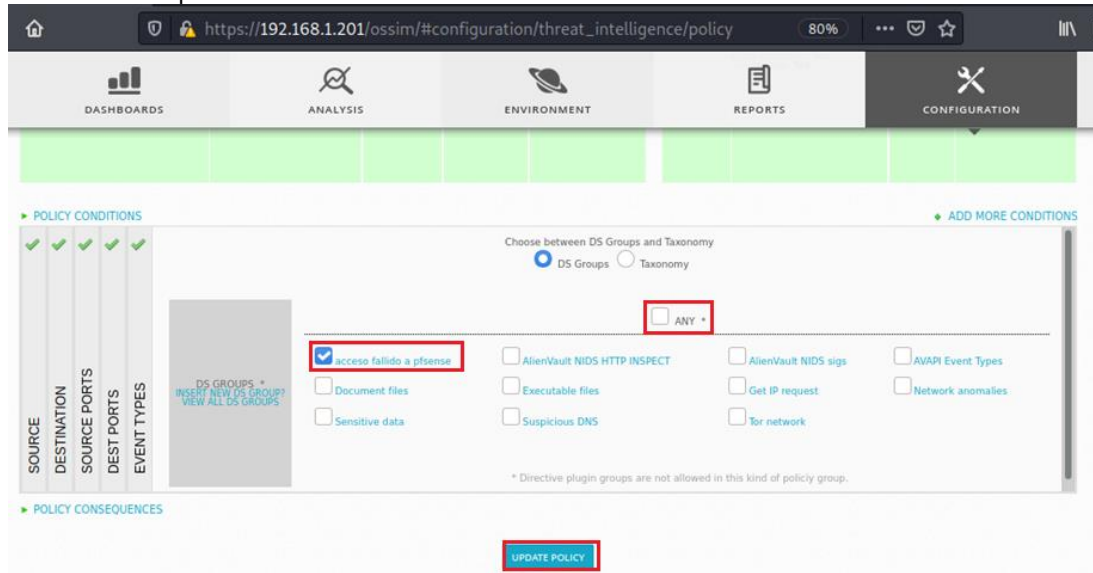 https://192.168.1.201/ossim/#configuration/threat_intelligence/policy 80%
DASHBOARDS ANALYSIS ENVIRONMENT REPORTS CONFIGURATION
POLICY CONDITIONS
ADD MORE CONDITIONS
SOURCE
DESTINATION
SOURCE PORTS
DEST PORTS
EVENT TYPES
Choose between DS Groups and Taxonomy
DS Groups Taxonomy
ANY *
DS GROUPS *
INSERT NEW DS GROUP?
VIEW ALL DS GROUPS
acceso fallido a pfsense AlienVault NIDS HTTP INSPECT AlienVault NIDS sigs AVAPI Event Types
Document files Executable files Get IP request Network anomalies
Sensitive data Suspicious DNS Tor network
* Directive plugin groups are not allowed in this kind of policiy group.
POLICY CONSEQUENCES
UPDATE POLICY